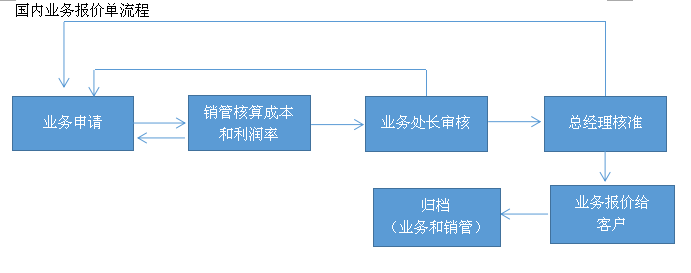 国内业务报价单流程
业务申请
销管核算成本
和利润率
业务处长审核
总经理核准
业务报价给
客户
归档
（业务和销管）